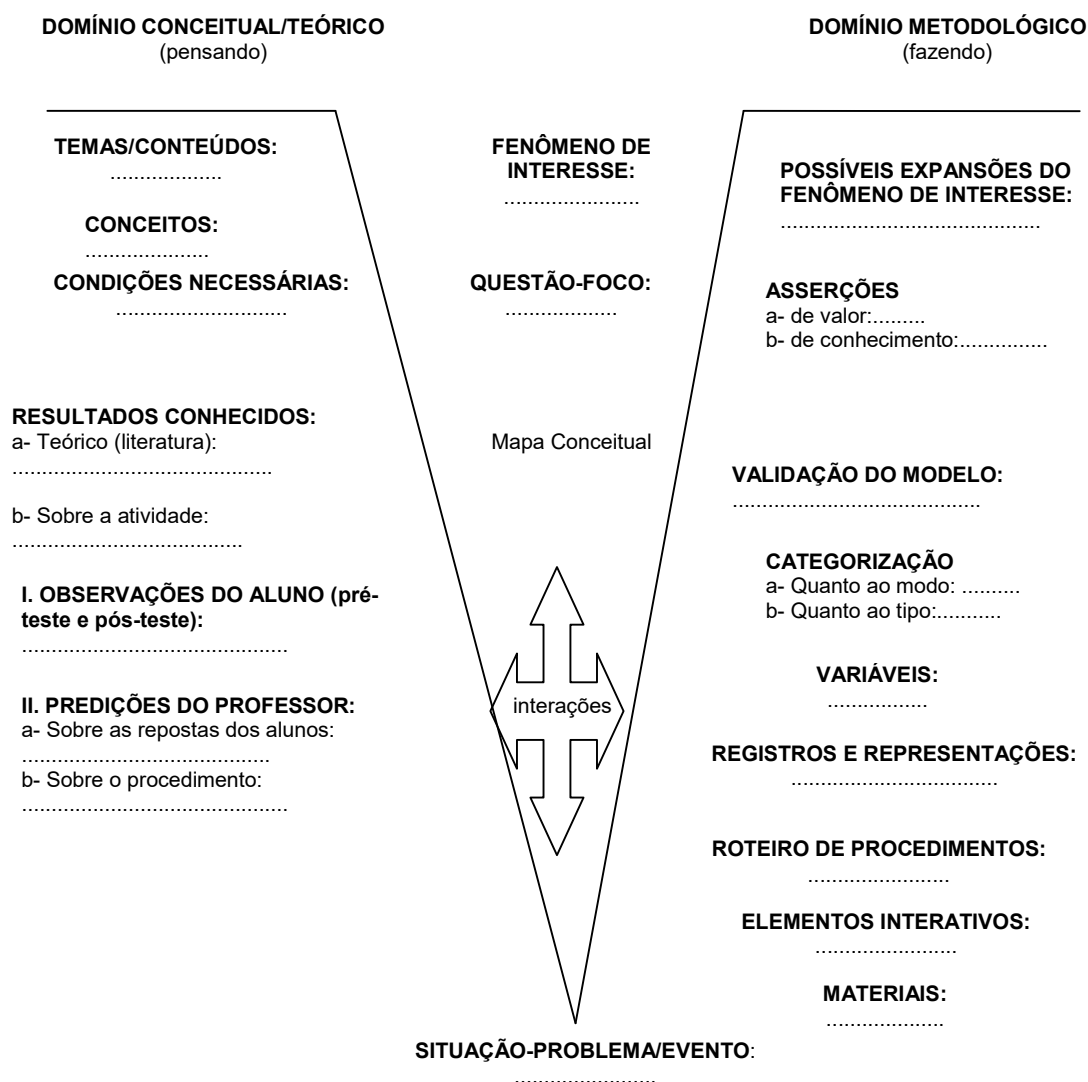 DOMÍNIO CONCEITUAL/TEÓRICO
(pensando)
DOMÍNIO METODOLÓGICO
(fazendo)
TEMAS/CONTEÚDOS:
...................
CONCEITOS:
.....................
CONDIÇÕES NECESSÁRIAS:
.............................
RESULTADOS CONHECIDOS:
a- Teórico (literatura):
............................................
b- Sobre a atividade:
.......................................
I. OBSERVAÇÕES DO ALUNO (pré-
teste e pós-teste):
.............................................
II. PREDIÇÕES DO PROFESSOR:
a- Sobre as repostas dos alunos:
..........................................
b- Sobre o procedimento:
.............................................
FENÔMENO DE
INTERESSE:
.......................
QUESTÃO-FOCO:
...................
Mapa Conceitual
interações
POSSÍVEIS EXPANSÕES DO
FENÔMENO DE INTERESSE:
............................................
ASSERÇÕES
a- de valor:.........
b- de conhecimento:...............
VALIDAÇÃO DO MODELO:
..........................................
CATEGORIZAÇÃO
a- Quanto ao modo: ..........
b- Quanto ao tipo:...........
VARIÁVEIS:
.................
REGISTROS E REPRESENTAÇÕES:
...................................
ROTEIRO DE PROCEDIMENTOS:
........................
ELEMENTOS INTERATIVOS:
........................
MATERIAIS:
....................
SITUAÇÃO-PROBLEMA/EVENTO:
........................